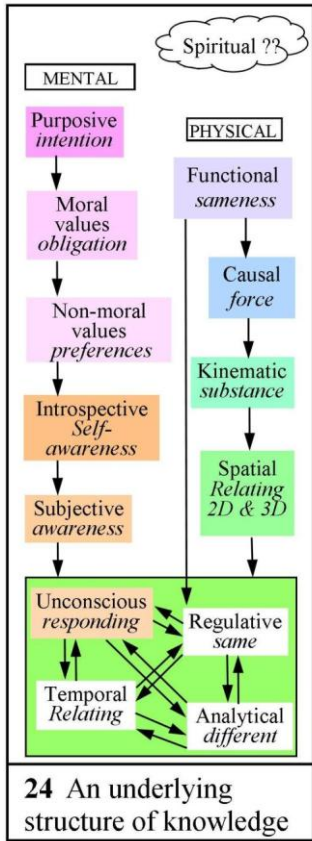 Spiritual ??
MENTAL
Purposive
intention
Moral
values
obligation
Non-moral
values
preferences
Introspective
Self-
awareness
Subjective
awareness
PHYSICAL
Functional
sameness
Causal
force
Kinematic
substance
Spatial
Relating
2D & 3D
Unconscious
responding
Regulative
same
Temporal
Relating
Analytical
different
24 An underlying
structure of knowledge